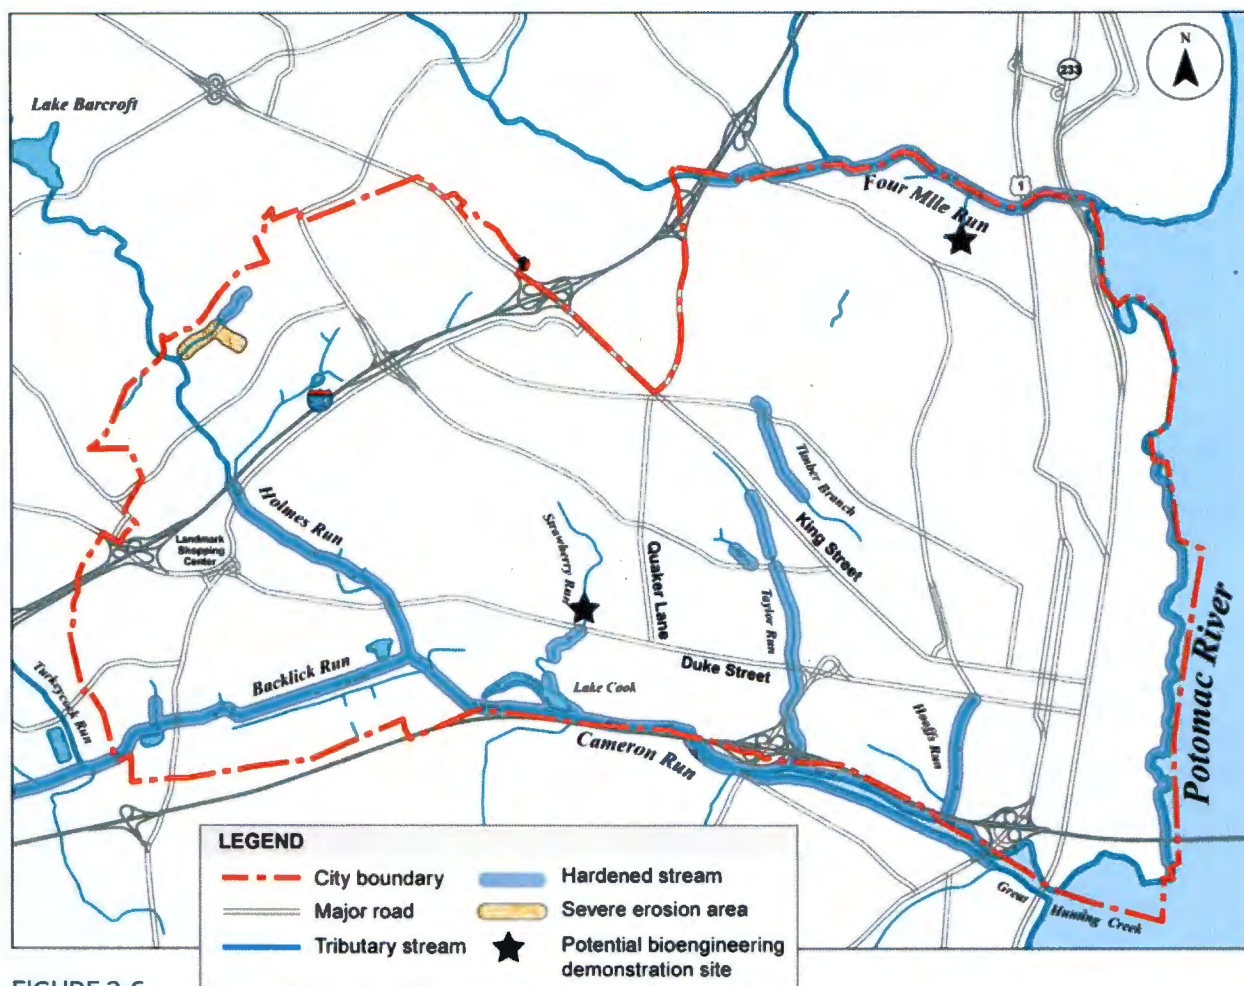 N
233
Lake Barcroft
1
Four Mile Run
Timber Branch
Holmes Run
King Street
Strawberry Run
Landmark
Shopping
Center
Quaker Lane
Taylor Run
Potomac River
Duke Street
Backlick Run
Turkeycock Run
Lake Cook
Hooffs Run
Cameron Run
Great
Hunting Creek
LEGEND
City boundary
Hardened stream
Major road
Severe erosion area
Tributary stream
Potential bioengineering
demonstration site
FIGURE 2-6